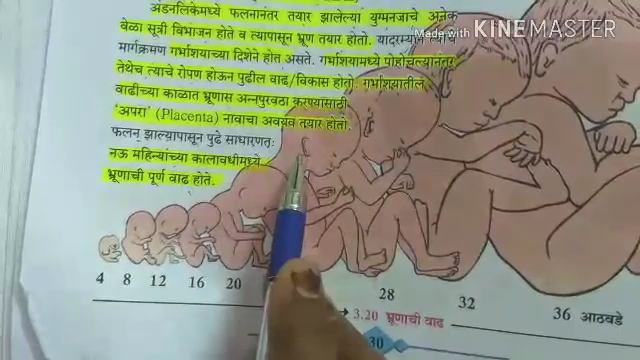 अंडनलिकेमध्ये फलनानंतर तयार झालेल्या युग्मनजाचे अनेक
वेळा सूत्री विभाजन होते व त्यापासून भ्रूण तयार होतो. यादरम्यान त्याचे
मार्गक्रमण गर्भाशयाच्या दिशेने होत असते. गर्भाशयामध्ये पोहोचल्यानंतर
तेथेच त्याचे रोपण होऊन पुढील वाढ/विकास होतो. गर्भाशयातील
वाढीच्या काळात भ्रूणास अन्नपुरवठा करण्यासाठी
'अपरा' (Placenta) नावाचा अवयव तयार होतो.
फलन झाल्यापासून पुढे साधारणतः
नऊ महिन्यांच्या कालावधीमध्ये
भ्रूणाची पूर्ण वाढ होते.
4 8 12 16 20 28 32 36 आठवडे
3.20 भ्रूणाची वाढ
30
Made with KINEMASTER